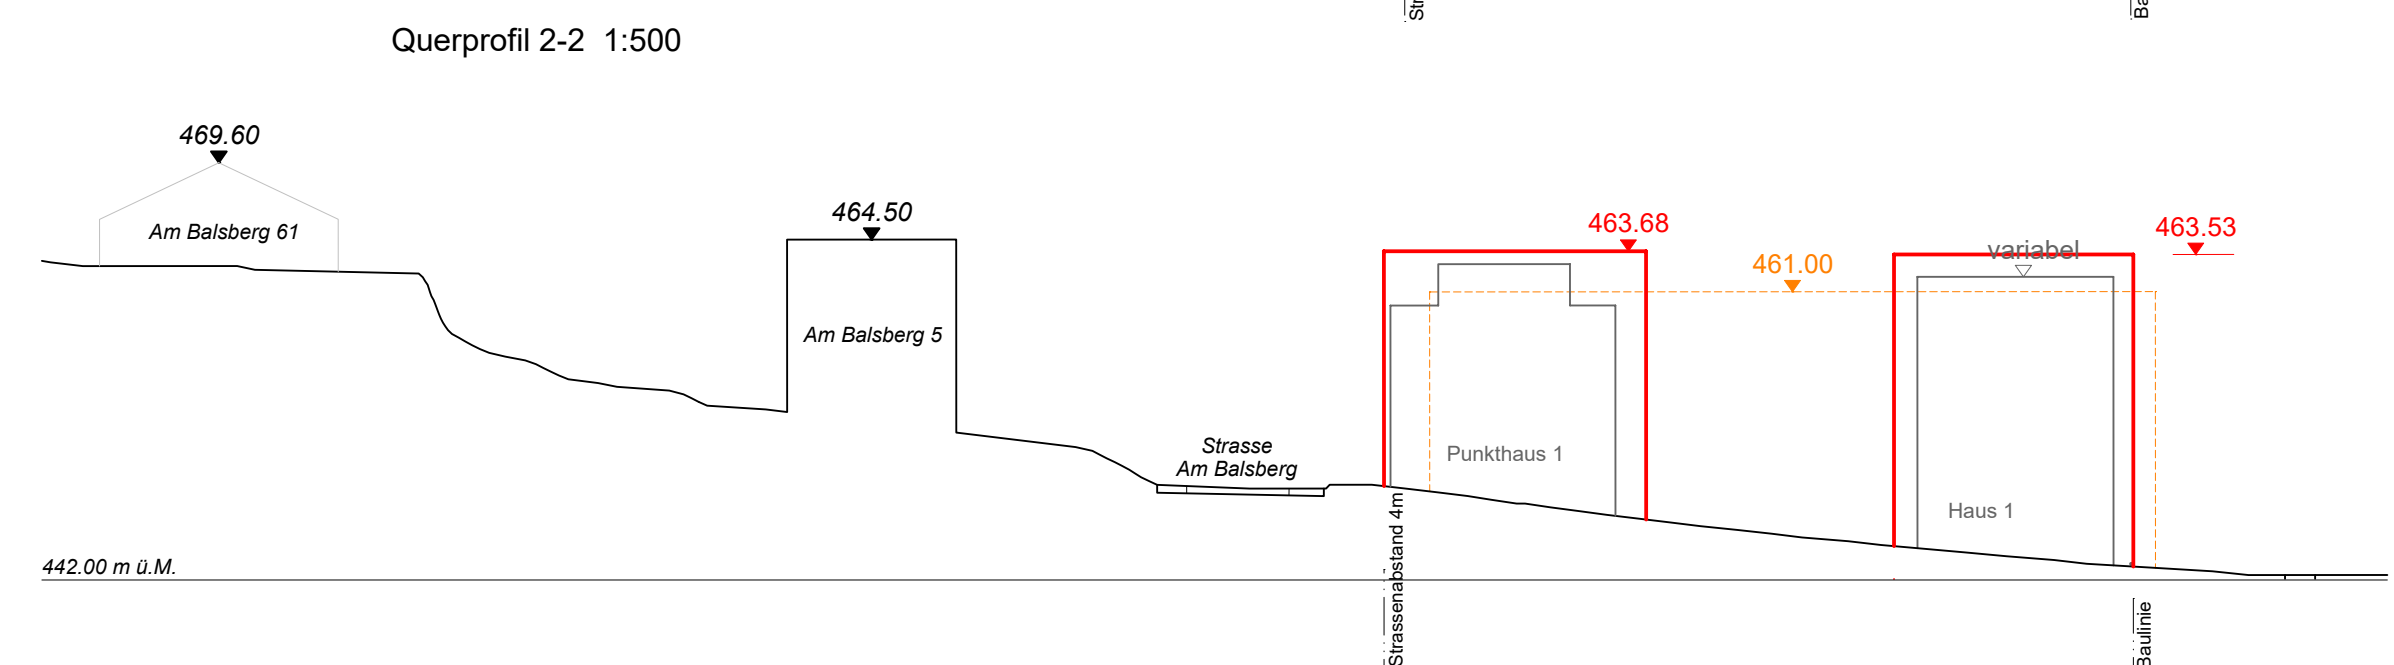 Querprofil 2-2 1:500
469.60
Am Balsberg 61
464.50
Am Balsberg 5
Strasse
Am Balsberg
463.68
461.00
variabel
463.53
Punkthaus 1
Haus 1
442.00 m ü.M.
Strassenabstand 4m
Baulinie